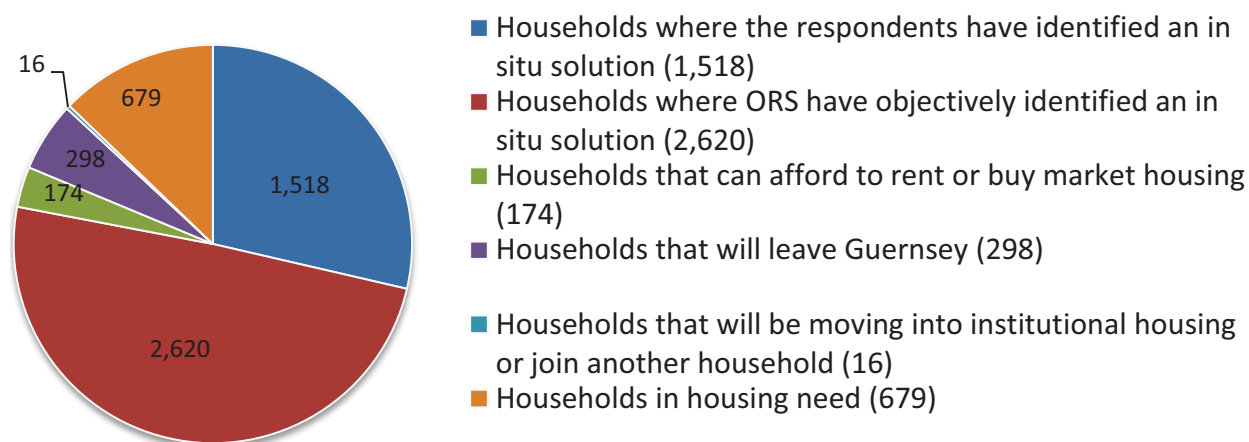 16
679
298
174
1,518
2,620
Households where the respondents have identified an in
situ solution (1,518)
Households where ORS have objectively identified an in
situ solution (2,620)
Households that can afford to rent or buy market housing
(174)
Households that will leave Guernsey (298)
Households that will be moving into institutional housing
or join another household (16)
Households in housing need (679)